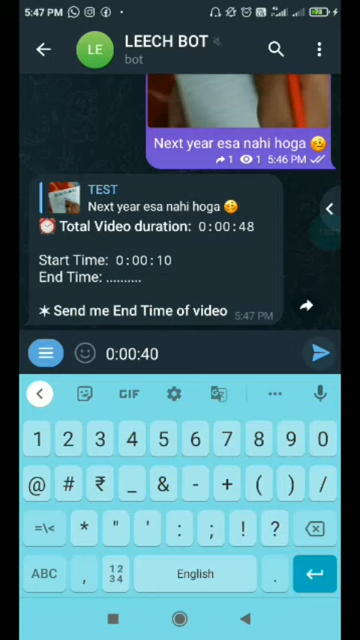 5:47 PM
LE
LEECH BOT
bot
Next year esa nahi hoga 🥴
1 1 5:46 PM
TEST
Next year esa nahi hoga 🥴
⏰ Total Video duration: 0:00:48
Start Time: 0:00:10
End Time: ..........
✶ Send me End Time of video 5:47 PM
0:00:40
GIF
1 2 3 4 5 6 7 8 9 0
@ # ₹ _ & - + ( ) /
=\< * " ' : ; ! ? 
ABC , 12 34 English .